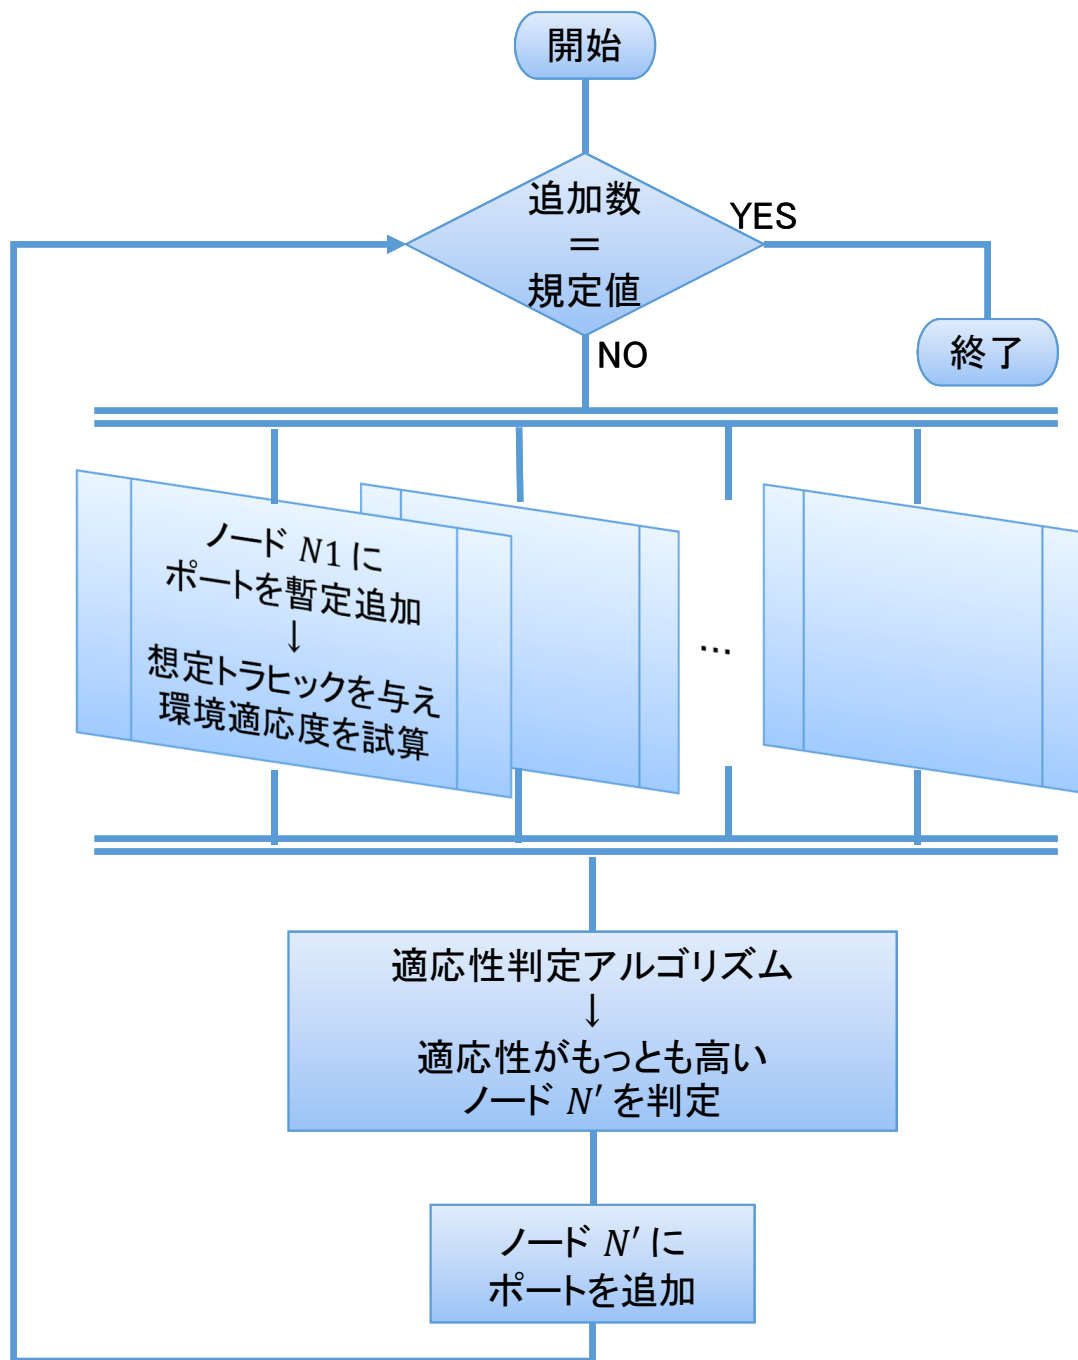 開始
追加数
＝
規定値
YES
NO
終了
ノード N1 に
ポートを暫定追加
↓
想定トラヒックを与え
環境適応度を試算
…
適応性判定アルゴリズム
↓
適応性がもっとも高い
ノード N′ を判定
ノード N′ に
ポートを追加